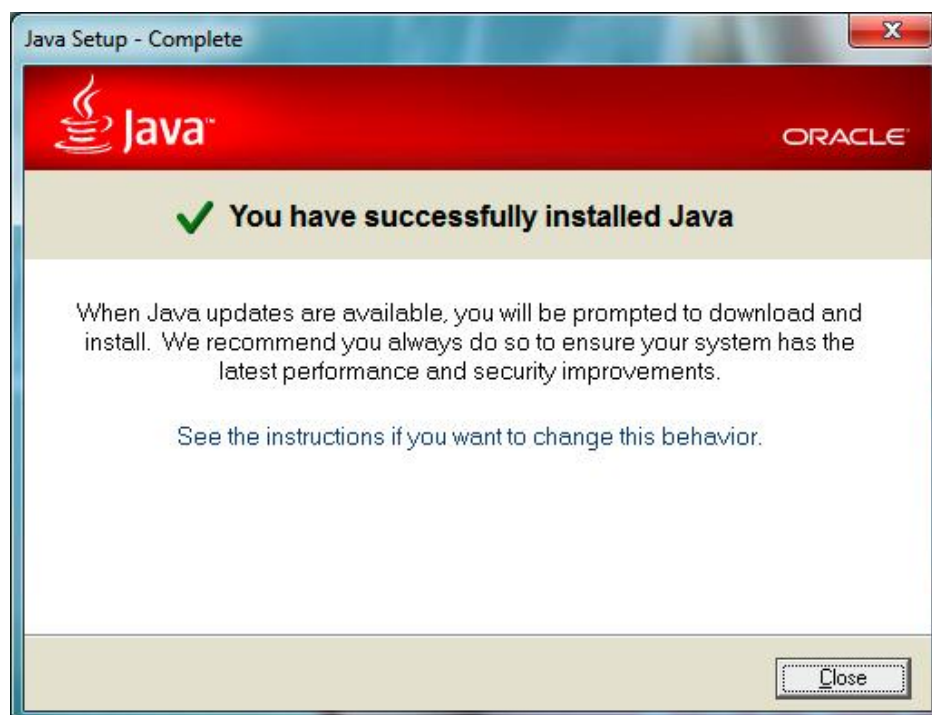 Java Setup - Complete
X
Java™
ORACLE
You have successfully installed Java
When Java updates are available, you will be prompted to download and
install. We recommend you always do so to ensure your system has the
latest performance and security improvements.
See the instructions if you want to change this behavior.
Close